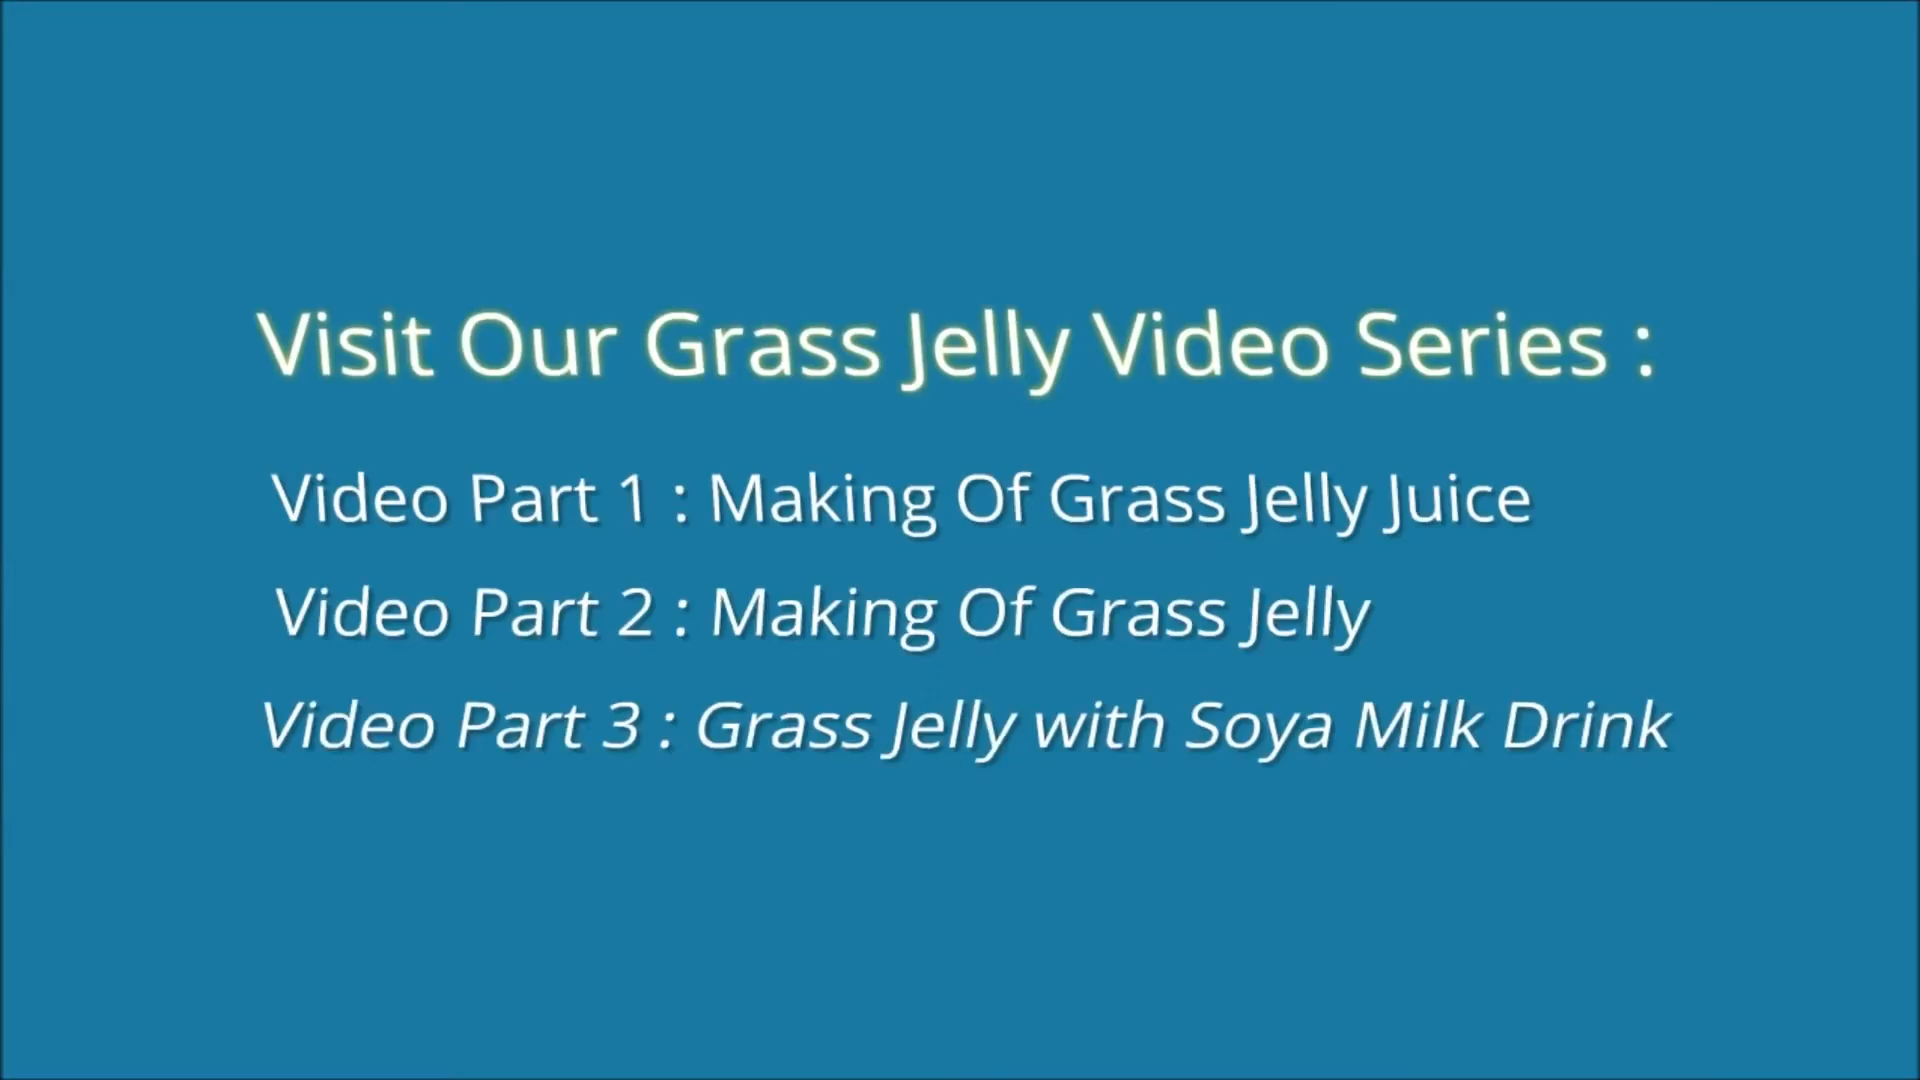 Visit Our Grass Jelly Video Series :
Video Part 1 : Making Of Grass Jelly Juice
Video Part 2 : Making Of Grass Jelly
Video Part 3 : Grass Jelly with Soya Milk Drink